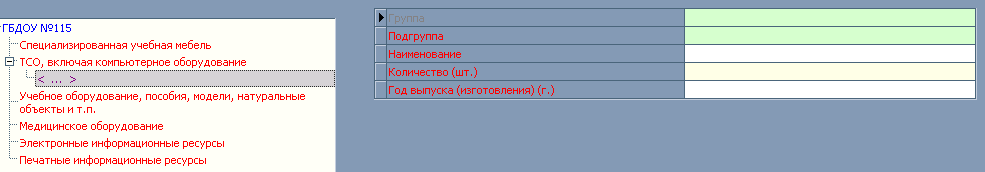 ГБДОУ №115
Специализированная учебная мебель
ТСО, включая компьютерное оборудование
< ... >
Учебное оборудование, пособия, модели, натуральные
объекты и т.п.
Медицинское оборудование
Электронные информационные ресурсы
Печатные информационные ресурсы
Группа
Подгруппа
Наименование
Количество (шт.)
Год выпуска (изготовления) (г.)